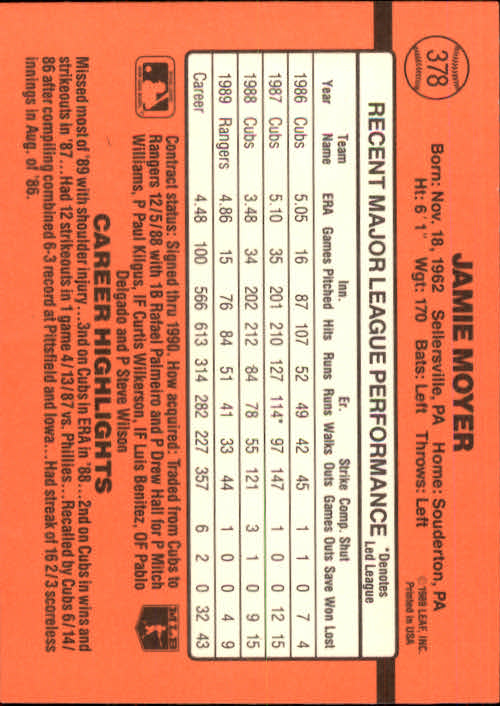 378
JAMIE MOYER
Born: Nov. 18, 1962 Sellersville, PA Home: Souderton, PA
Ht: 6' 1" Wgt: 170 Bats: Left Throws: Left
©1989 LEAF, INC.
Printed in USA
RECENT MAJOR LEAGUE PERFORMANCE *Denotes Led League
Team Inn. Er. Strike Comp. Shut
Year Name ERA Games Pitched Hits Runs Runs Walks Outs Games Outs Save Won Lost
1986 Cubs 5.05 16 87 107 52 49 42 45 1 1 0 7 4
1987 Cubs 5.10 35 201 210 127 114* 97 147 1 0 0 12 15
1988 Cubs 3.48 34 202 212 84 78 55 121 3 1 0 9 15
1989 Rangers 4.86 15 76 84 51 41 33 44 1 0 0 4 9
Career 4.48 100 566 613 314 282 227 357 6 2 0 32 43
Contract status: Signed thru 1990. How acquired: Traded from Cubs to
Rangers 12/5/88 with 18 Rafael Palmeiro and P Drew Hall for P Mitch
Williams, P Paul Kilgus, IF Curtis Wilkerson, IF Luis Benitez, OF Pablo
Delgado and P Steve Wilson
MLB
CAREER HIGHLIGHTS
Missed most of '89 with shoulder injury...3rd on Cubs in ERA in '88...2nd on Cubs in wins and
strikeouts in '87...Had 12 strikeouts in 1 game 4/13/87 vs. Phillies...Recalled by Cubs 6/14/
86 after compiling combined 6-3 record at Pittsfield and Iowa...Had streak of 16 2/3 scoreless
innings in Aug. of '86.